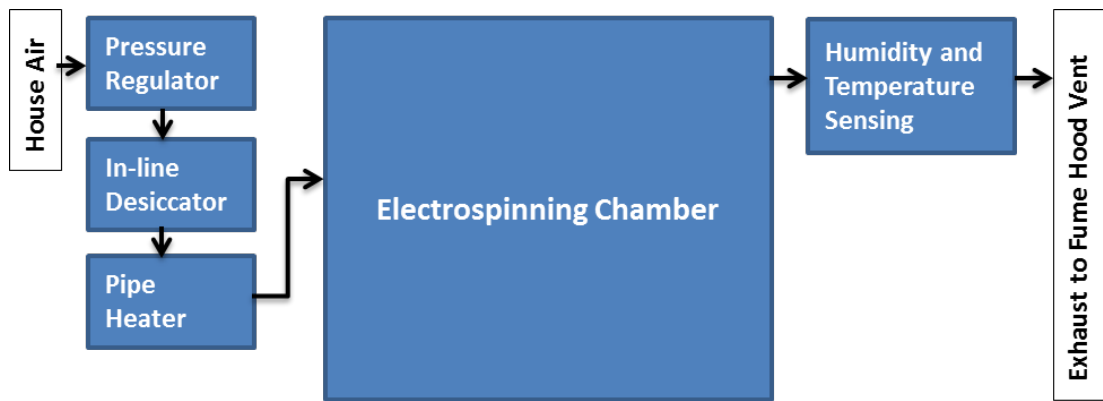 House Air
Pressure
Regulator
In-line
Desiccator
Pipe
Heater
Electrospinning Chamber
Humidity and
Temperature
Sensing
Exhaust to Fume Hood Vent